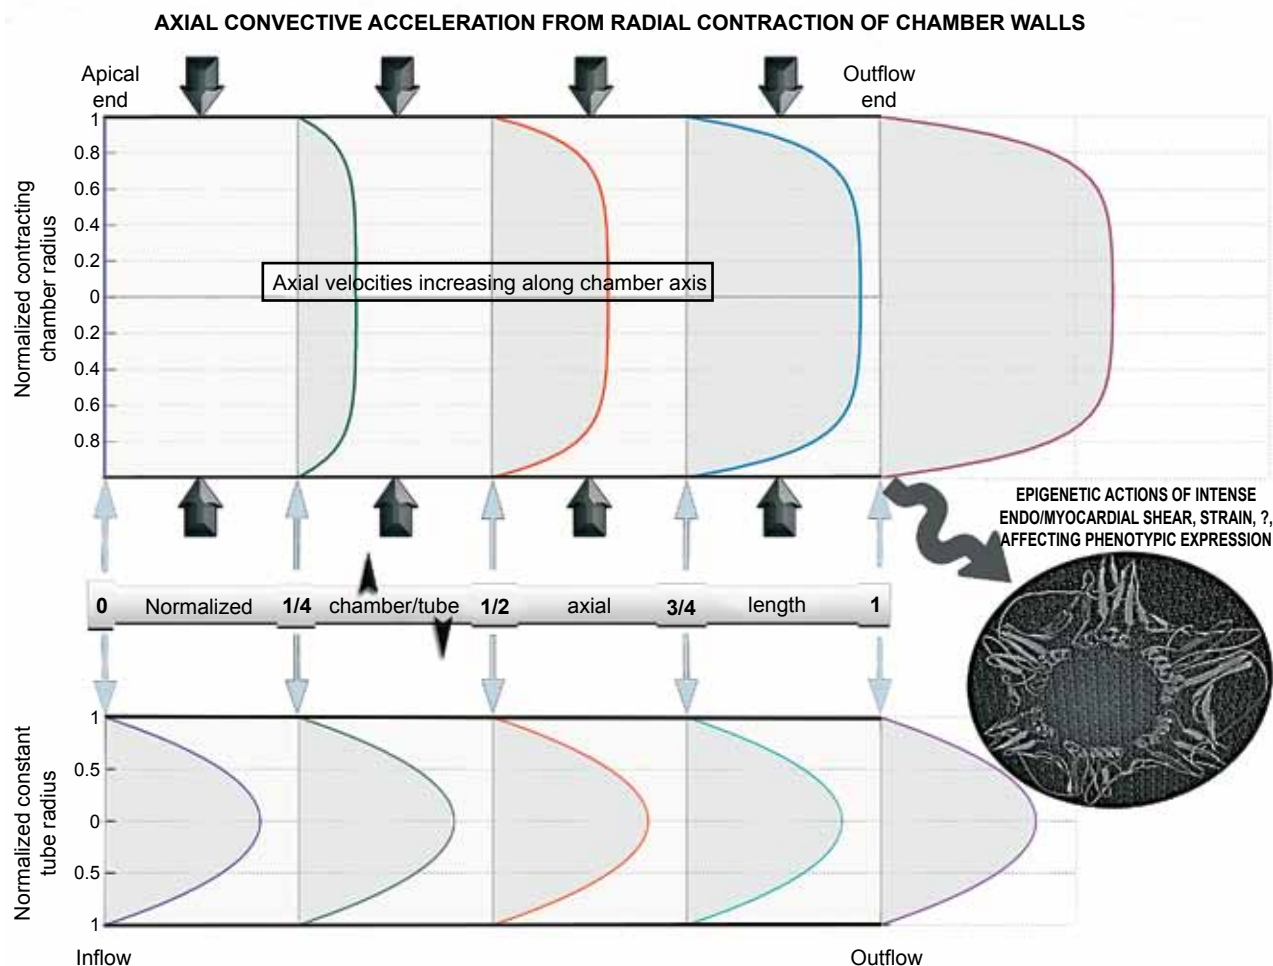 AXIAL CONVECTIVE ACCELERATION FROM RADIAL CONTRACTION OF CHAMBER WALLS
Apical
end
Outflow
end
Normalized contracting
chamber radius
1
0.8
0.6
0.4
0.2
0
0.2
0.4
0.6
0.8
Axial velocities increasing along chamber axis
EPIGENETIC ACTIONS OF INTENSE
ENDO/MYOCARDIAL SHEAR, STRAIN, ?,
AFFECTING PHENOTYPIC EXPRESSION
0 Normalized 1/4 chamber/tube 1/2 axial 3/4 length 1
Normalized constant
tube radius
1
0.5
0
0.5
1
Inflow
Outflow